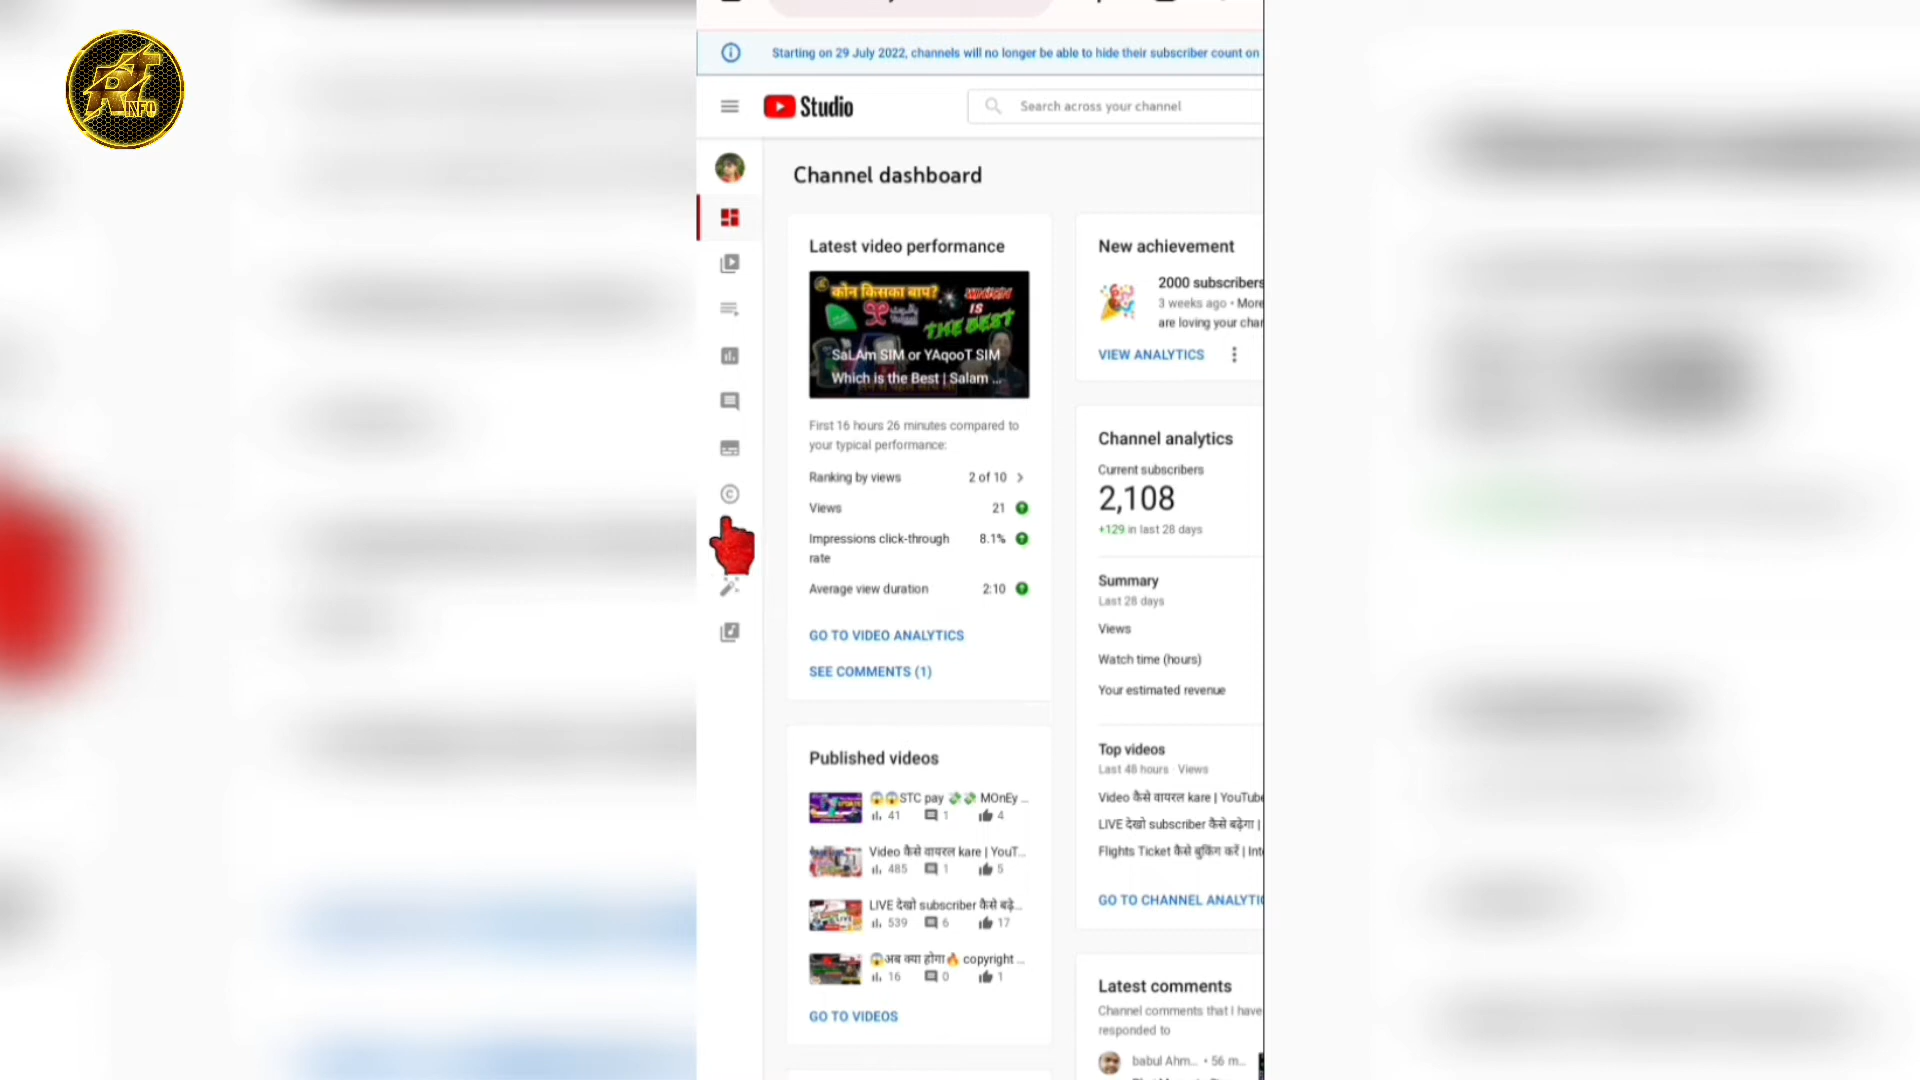 RT
INFO
Starting on 29 July 2022, channels will no longer be able to hide their subscriber count on
Studio
Search across your channel
Channel dashboard
Latest video performance
कोन किसका बाप?
IS
THE BEST
SaLAm SIM or YAqooT SIM
Which is the Best | Salam ...
First 16 hours 26 minutes compared to
your typical performance:
Ranking by views 2 of 10
Views 21
Impressions click-through 8.1%
rate
Average view duration 2:10
GO TO VIDEO ANALYTICS
SEE COMMENTS (1)
Published videos
😱😱STC pay 💸💸 MOnEy ...
41 1 4
Video कैसे वायरल kare | YouT...
485 1 5
LIVE देखो subscriber कैसे बढ़े...
539 6 17
😱अब क्या होगा🔥 copyright ...
16 0 1
GO TO VIDEOS
New achievement
2000 subscribers
3 weeks ago • More
are loving your chan
VIEW ANALYTICS
Channel analytics
Current subscribers
2,108
+129 in last 28 days
Summary
Last 28 days
Views
Watch time (hours)
Your estimated revenue
Top videos
Last 48 hours · Views
Video कैसे वायरल kare | YouTube
LIVE देखो subscriber कैसे बढ़ेगा |
Flights Ticket कैसे बुकिंग करें | Int
GO TO CHANNEL ANALYTIC
Latest comments
Channel comments that I have
responded to
babul Ahm... • 56 m...